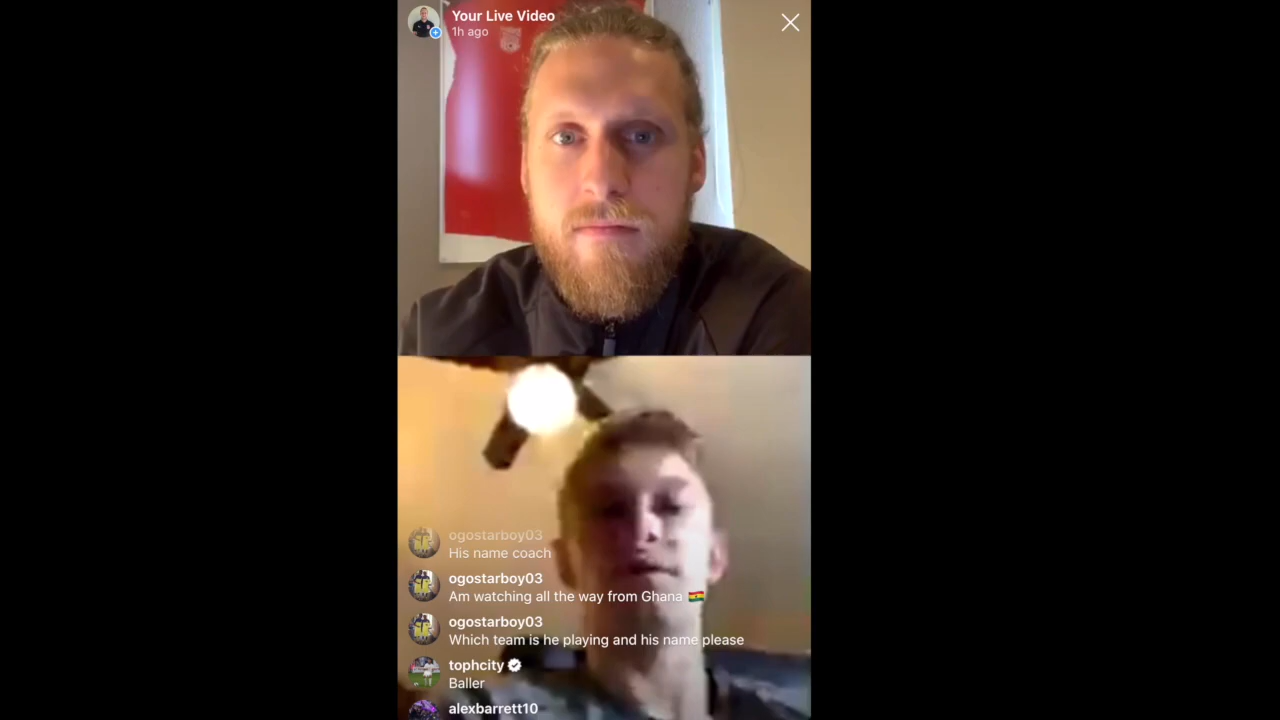 Your Live Video
1h ago
ogostarboy03
His name coach
ogostarboy03
Am watching all the way from Ghana 🇬🇭
ogostarboy03
Which team is he playing and his name please
tophcity
Baller
alexbarrett10